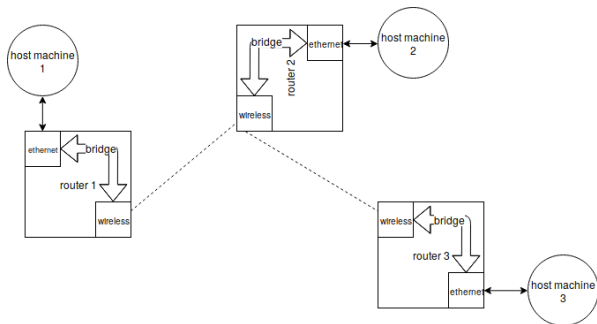 host machine
1
ethernet
bridge
router 1
wireless
bridge
ethernet
router 2
wireless
host machine
2
wireless
bridge
router 3
ethernet
host machine
3